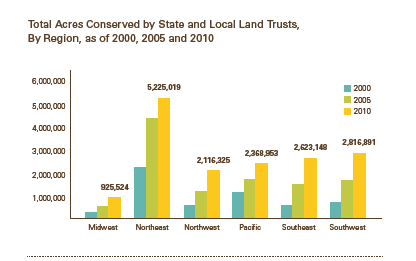 Total Acres Conserved by State and Local Land Trusts,
By Region, as of 2000, 2005 and 2010
6,000,000
5,000,000
4,000,000
3,000,000
2,000,000
1,000,000
925,524
5,225,019
2,116,325
2,368,953
2,623,148
2,816,891
2000
2005
2010
Midwest
Northeast
Northwest
Pacific
Southeast
Southwest